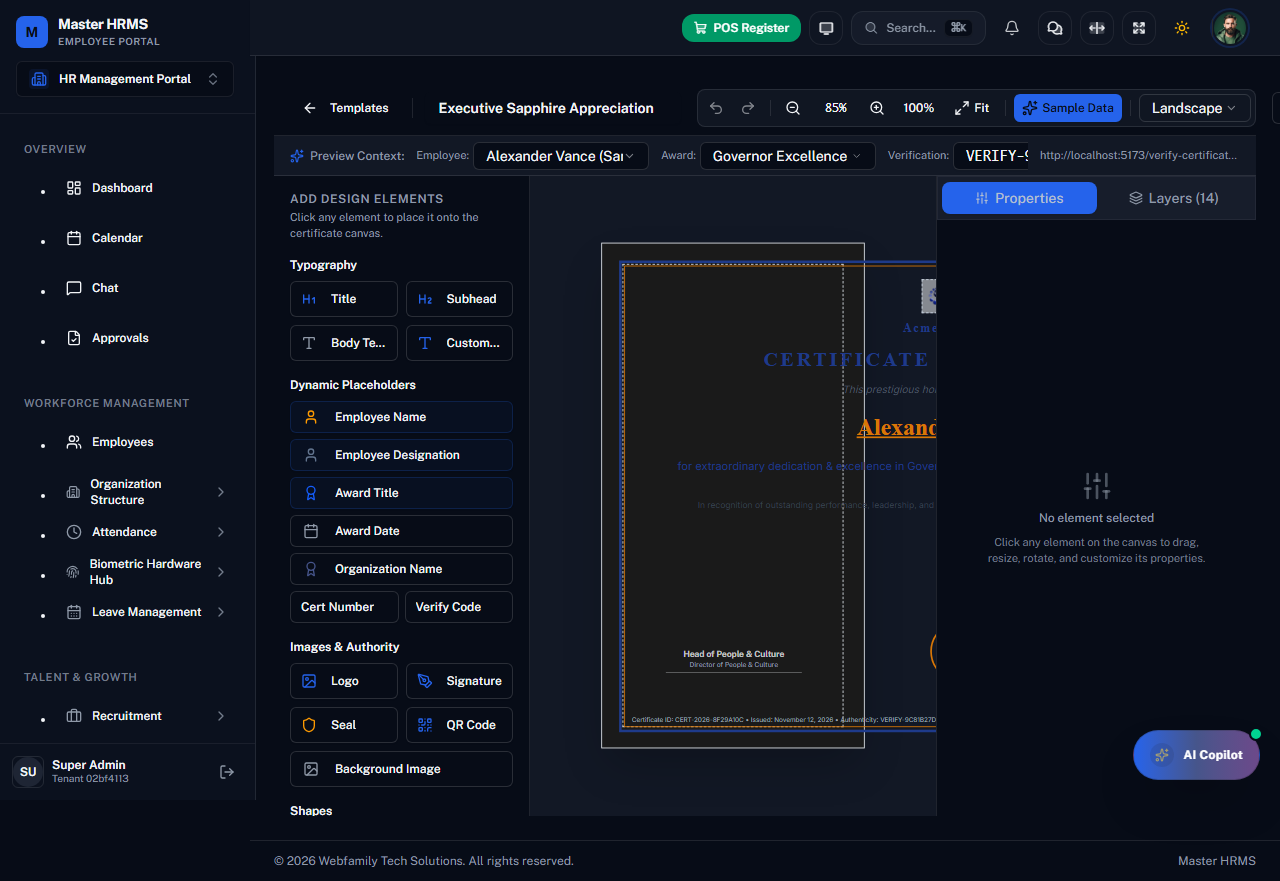 M
Master HRMS
EMPLOYEE PORTAL
HR Management Portal
POS Register
Search...
⌘K
OVERVIEW
Dashboard
Calendar
Chat
Approvals
WORKFORCE MANAGEMENT
Employees
Organization
Structure
Attendance
Biometric Hardware
Hub
Leave Management
TALENT & GROWTH
Recruitment
SU
Super Admin
Tenant 02bf4113
Templates
Executive Sapphire Appreciation
85%
100%
Fit
Sample Data
Landscape
Preview Context:
Employee:
Alexander Vance (Sar
Award:
Governor Excellence
Verification:
VERIFY-9
http://localhost:5173/verify-certificat...
ADD DESIGN ELEMENTS
Click any element to place it onto the
certificate canvas.
Typography
H1 Title
H2 Subhead
Body Te...
Custom...
Dynamic Placeholders
Employee Name
Employee Designation
Award Title
Award Date
Organization Name
Cert Number
Verify Code
Images & Authority
Logo
Signature
Seal
QR Code
Background Image
Shapes
Acme
CERTIFICATE
This prestigious hon
Alexand
for extraordinary dedication & excellence in Gover
In recognition of outstanding performance, leadership, and
Head of People & Culture
Director of People & Culture
Certificate ID: CERT-2026-8F29A10C • Issued: November 12, 2026 • Authenticity: VERIFY-9C81B27D
Properties
Layers (14)
No element selected
Click any element on the canvas to drag,
resize, rotate, and customize its properties.
AI Copilot
© 2026 Webfamily Tech Solutions. All rights reserved.
Master HRMS